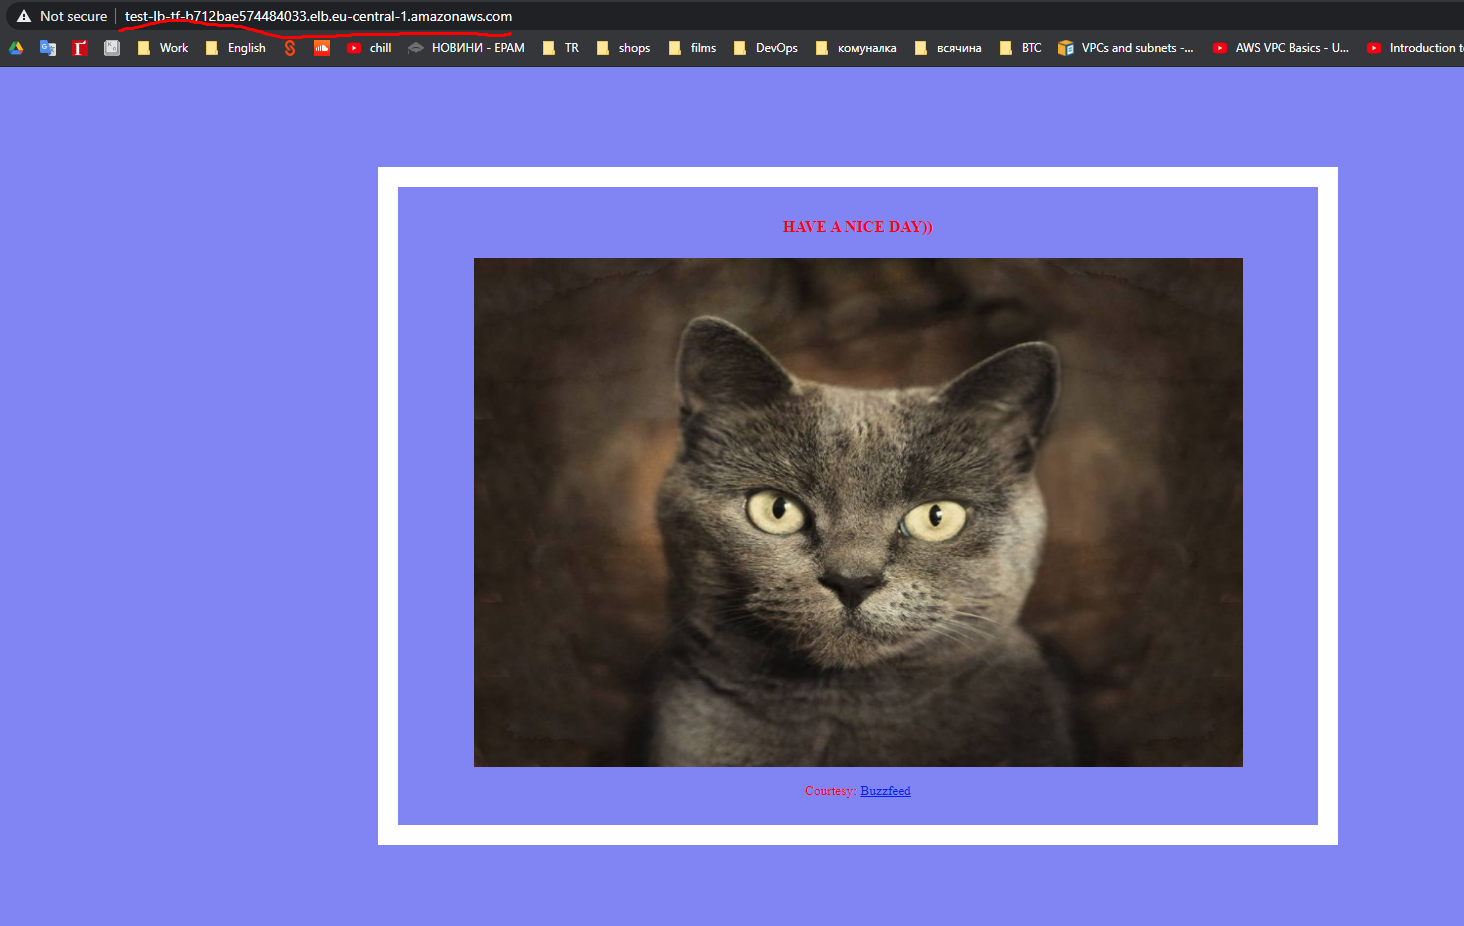 Not secure test-lb-tf-b712bae574484033.elb.eu-central-1.amazonaws.com
Work English chill НОВИНИ - EPAM TR shops films DevOps комуналка всячина BTC VPCs and subnets -... AWS VPC Basics - U... Introduction to
HAVE A NICE DAY))
Courtesy: Buzzfeed